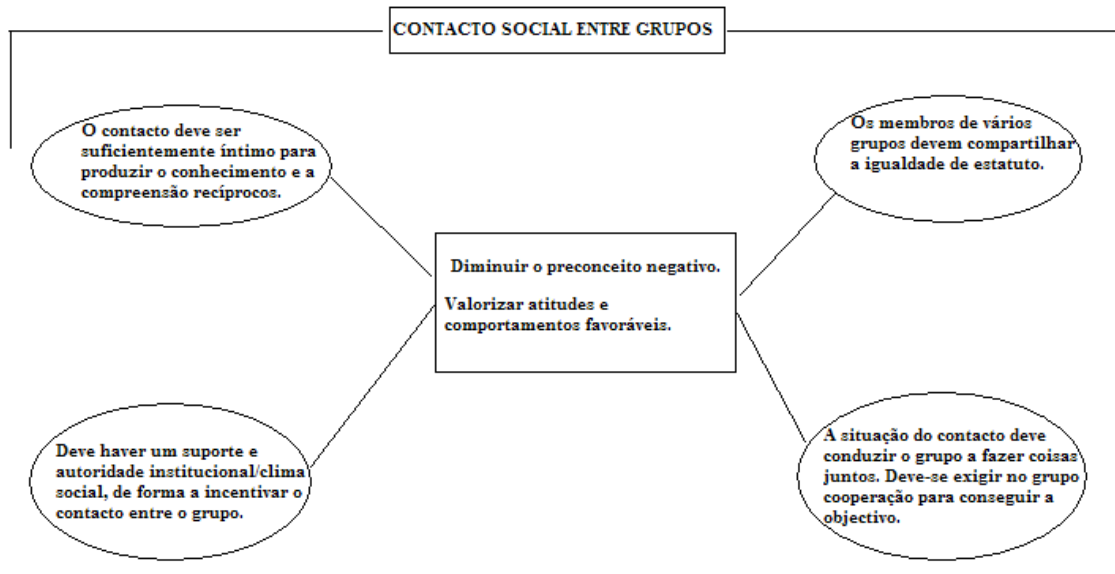 CONTACTO SOCIAL ENTRE GRUPOS
O contacto deve ser
suficientemente íntimo para
produzir o conhecimento e a
compreensão recíprocos.
Os membros de vários
grupos devem compartilhar
a igualdade de estatuto.
Diminuir o preconceito negativo.
Valorizar atitudes e
comportamentos favoráveis.
Deve haver um suporte e
autoridade institucional/clima
social, de forma a incentivar o
contacto entre o grupo.
A situação do contacto deve
conduzir o grupo a fazer coisas
juntos. Deve-se exigir no grupo
cooperação para conseguir a
objectivo.